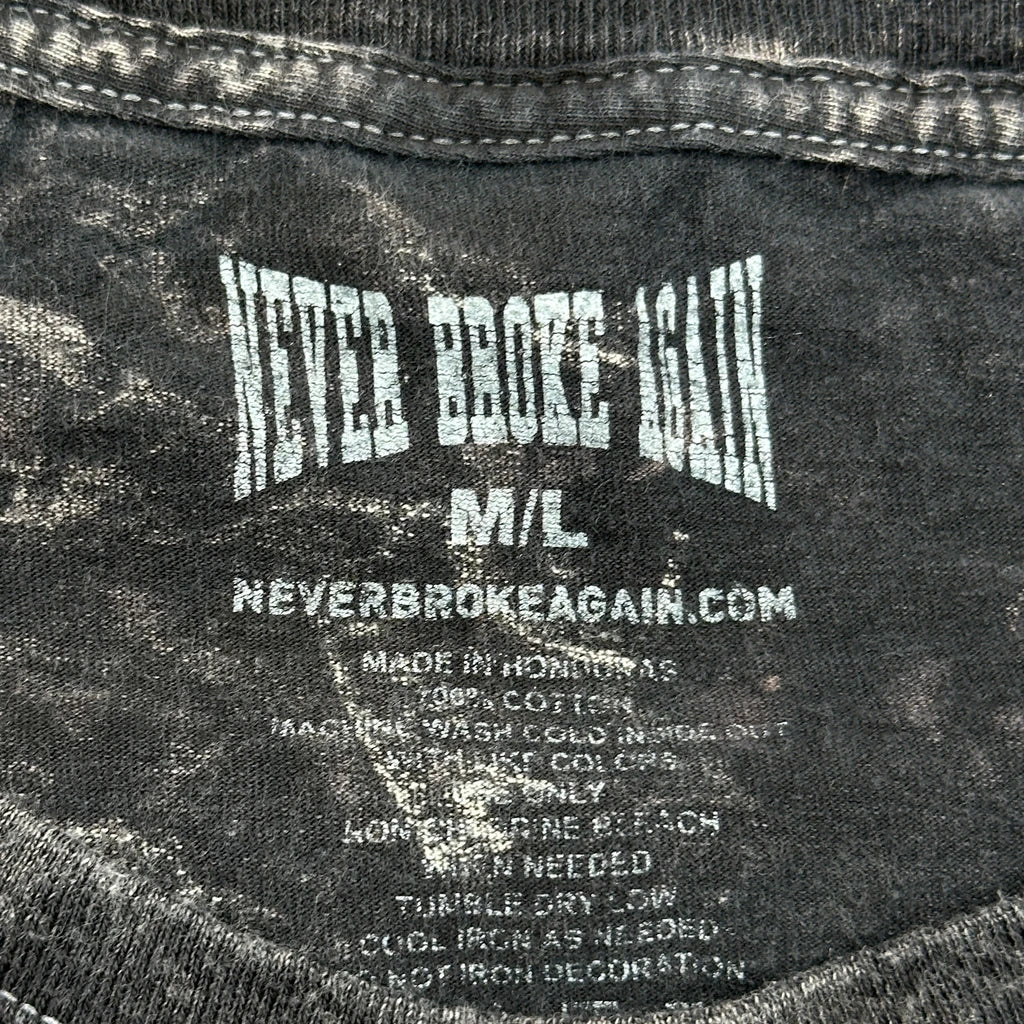 NEVER BROKE AGAIN
M/L
NEVERBROKEAGAIN.COM
MADE IN HONDURAS
100% COTTON
MACHINE WASH COLD INSIDE OUT
WITH LIKE COLORS
ONLY
NON-CHLORINE BLEACH
WHEN NEEDED
TUMBLE DRY LOW
COOL IRON AS NEEDED
NOT IRON DECORATION